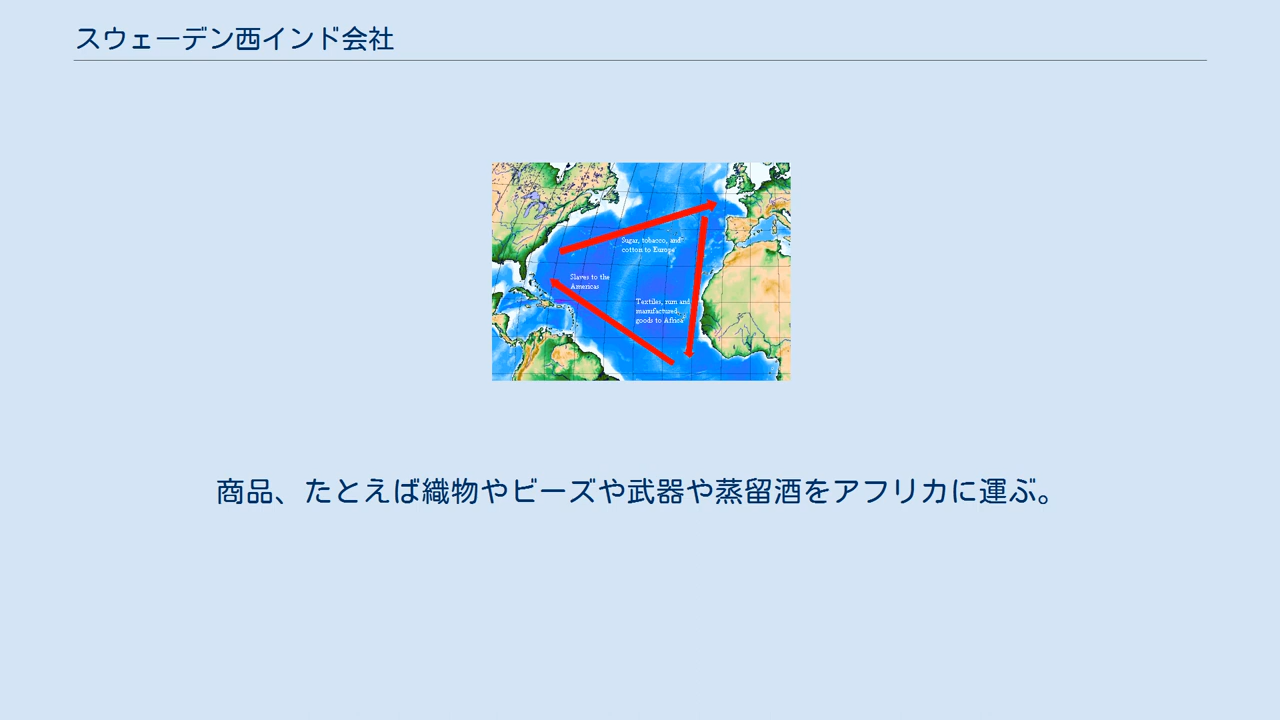 スウェーデン西インド会社
Sugar, tobacco, and
cotton to Europe
Slaves to the
Americas
Textiles, rum and
manufactured
goods to Africa
商品、たとえば織物やビーズや武器や蒸留酒をアフリカに運ぶ。